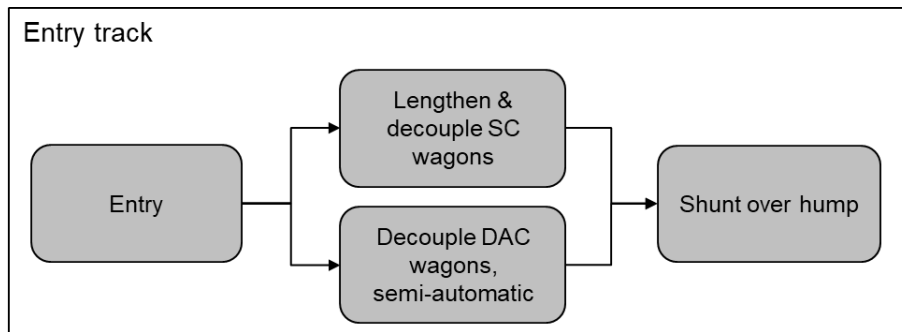 Entry track
Entry
Lengthen &
decouple SC
wagons
Decouple DAC
wagons,
semi-automatic
Shunt over hump